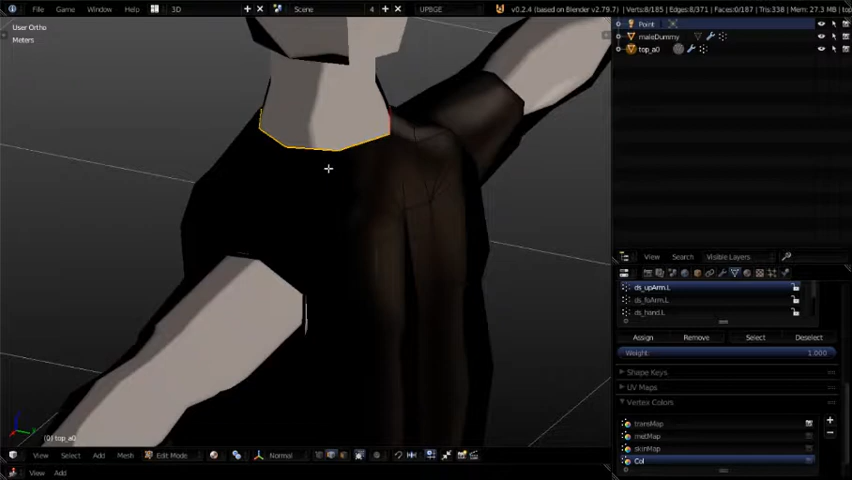 File Game Window Help 3D Scene 4 UPBGE v0.2.4 (based on Blender v2.79.7) Verts:8/185 | Edges:8/371 | Faces:0/187 | Tris:338 | Mem: 27.3 M
User Ortho
Meters
Point
maleDummy
top_a0
View Search Visible Layers
ds_upArm.L
ds_foArm.L
ds_hand.L
Assign Remove Select Deselect
Weight: 1.000
Shape Keys
UV Maps
Vertex Colors
transMap
metMap
skinMap
Col
(0) top_a0
View Select Add Mesh Edit Mode Normal
View Add